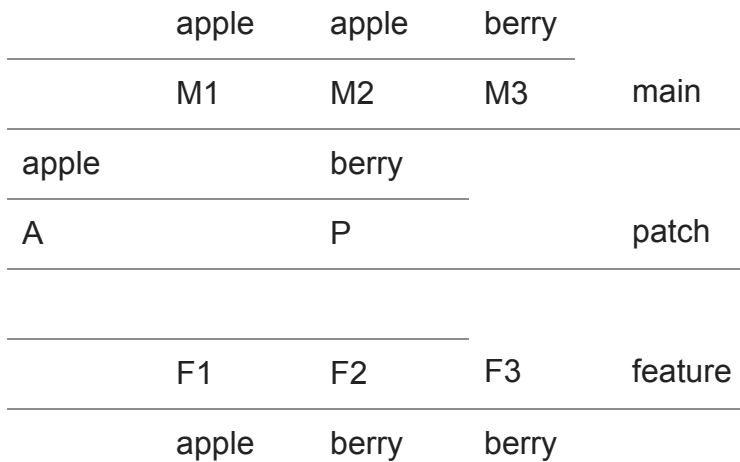 apple apple berry
M1 M2 M3 main
apple berry
A P patch
F1 F2 F3 feature
apple berry berry